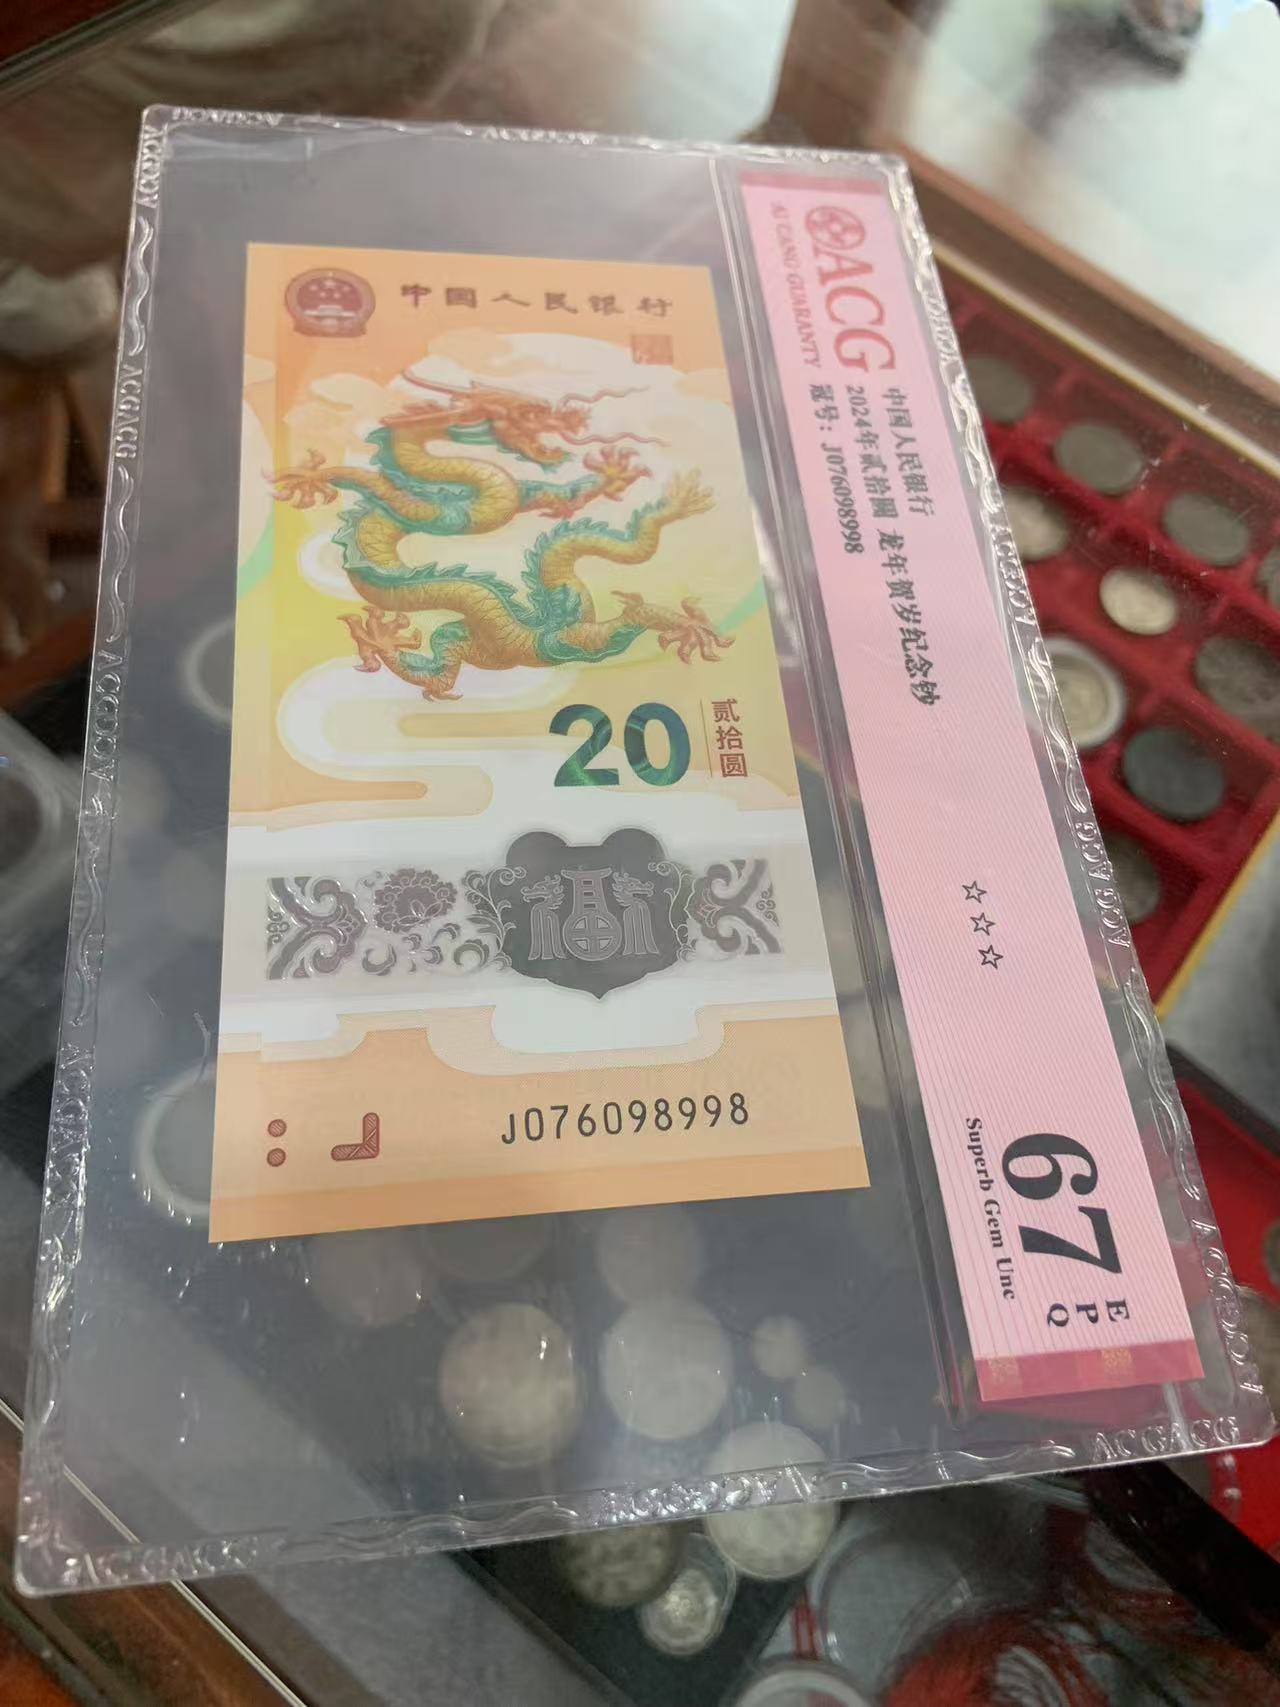 中国人民银行
20
贰拾圆
福
J076098998
ACG
AI CANG GUARANTY
中国人民银行
2024年贰拾圆 龙年贺岁纪念钞
冠号：J076098998
☆☆☆
67
EPQ
Superb Gem Unc
ACGACG